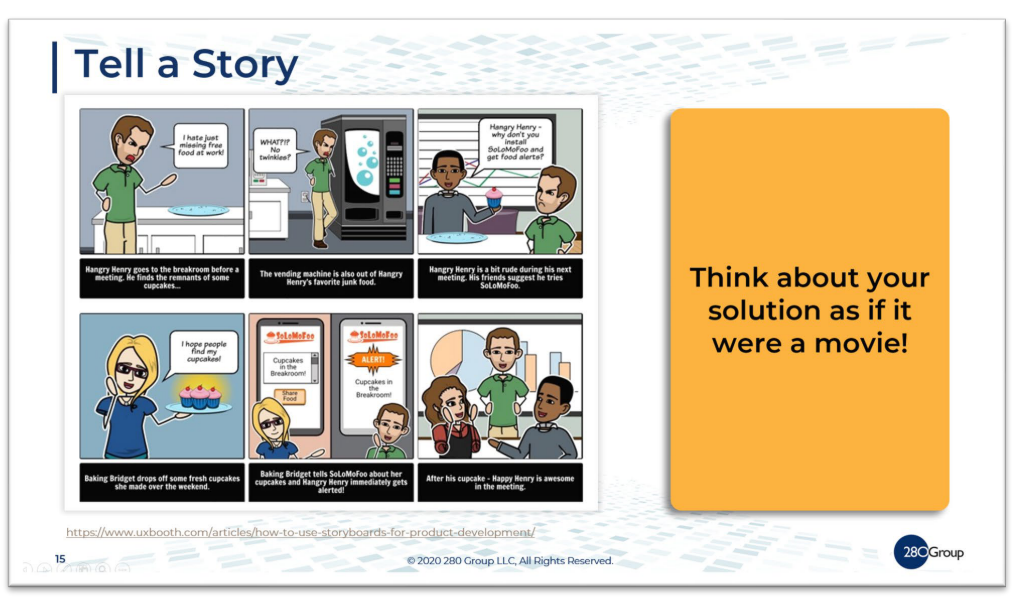 Tell a Story
I hate just
missing free
food at work!
WHAT?!?
No
twinkies?
Hangry Henry -
why don't you
install
SoLoMoFoo and
get food alerts?
Hangry Henry goes to the breakroom before a
meeting. He finds the remnants of some
cupcakes...
The vending machine is also out of Hangry
Henry's favorite junk food.
Hangry Henry is a bit rude during his next
meeting. His friends suggest he tries
SoLoMoFoo.
I hope people
find my
cupcakes!
SoLoMoFoo
Cupcakes
in the
Breakroom!
Share
Food
SoLoMoFoo
ALERT!
Cupcakes in
the
Breakroom!
Baking Bridget drops off some fresh cupcakes
she made over the weekend.
Baking Bridget tells SoLoMoFoo about her
cupcakes and Hangry Henry immediately gets
alerted!
After his cupcake - Happy Henry is awesome
in the meeting.
Think about your
solution as if it
were a movie!
https://www.uxbooth.com/articles/how-to-use-storyboards-for-product-development/
15
© 2020 280 Group LLC, All Rights Reserved.
280Group